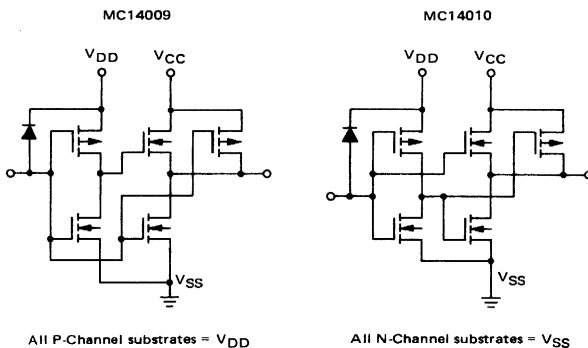 MC14009
MC14010
VDD
VCC
VDD
VCC
VSS
VSS
All P-Channel substrates = VDD
All N-Channel substrates = VSS